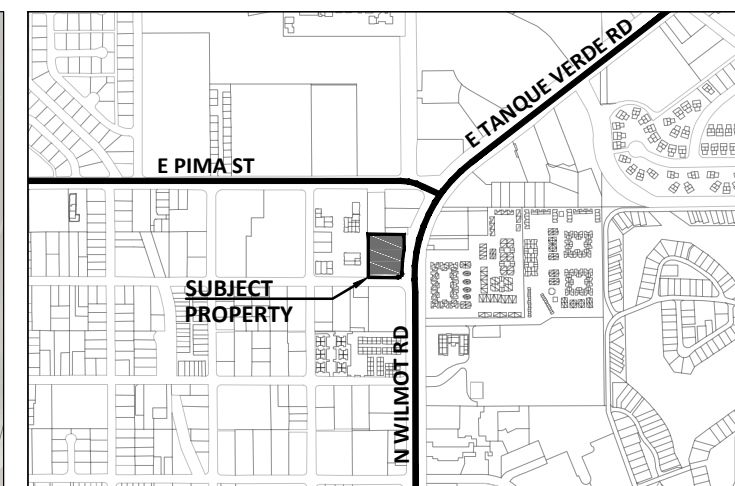 E TANQUE VERDE RD
E PIMA ST
SUBJECT
PROPERTY
N WILMOT RD